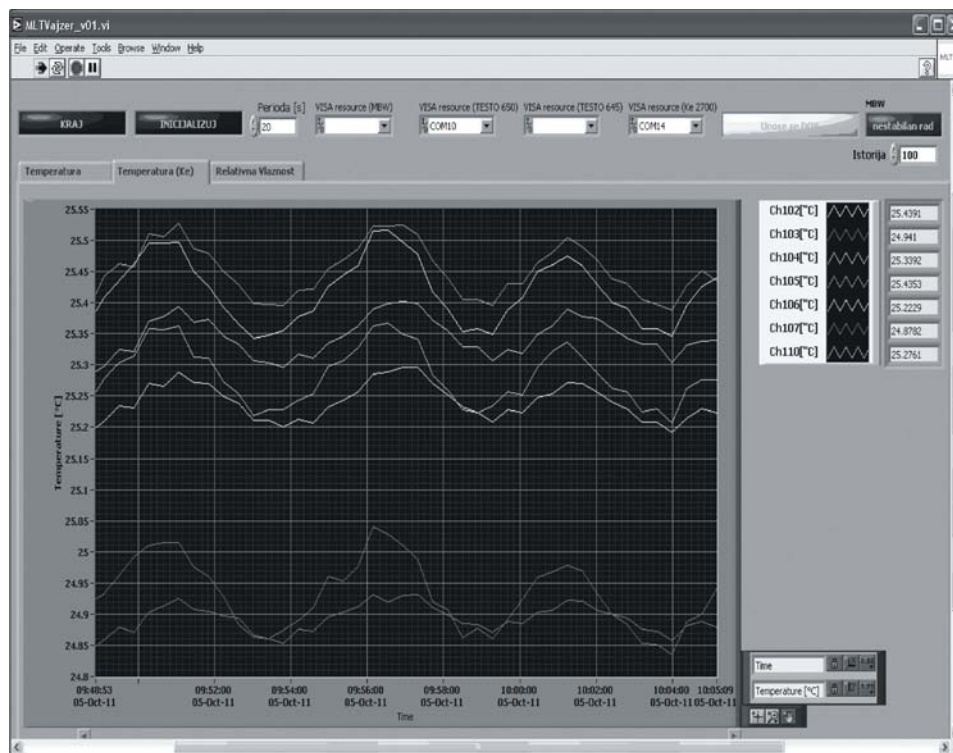 MLTVajzer_v01.vi
File Edit Operate Tools Browse Window Help
MLT
KRAJ
INICIJALIZUJ
Perioda [s]
20
VISA resource (MBW)
VISA resource (TESTO 650)
COM10
VISA resource (TESTO 645)
VISA resource (Ke 2700)
COM14
MBW
nestabilan rad
Istorija 100
Temperatura
Temperatura (Ke)
Relativna Vlaznost
Temperature [°C]
25.55
25.5
25.45
25.4
25.35
25.3
25.25
25.2
25.15
25.1
25.05
25
24.95
24.9
24.85
24.8
09:48:53 09:52:00 09:54:00 09:56:00 09:58:00 10:00:00 10:02:00 10:04:00 10:05:09
05-Oct-11 05-Oct-11 05-Oct-11 05-Oct-11 05-Oct-11 05-Oct-11 05-Oct-11 05-Oct-11 05-Oct-11
Time
Ch102[°C] 25.4391
Ch103[°C] 24.941
Ch104[°C] 25.3392
Ch105[°C] 25.4353
Ch106[°C] 25.2229
Ch107[°C] 24.8782
Ch110[°C] 25.2761
Time
Temperature [°C]